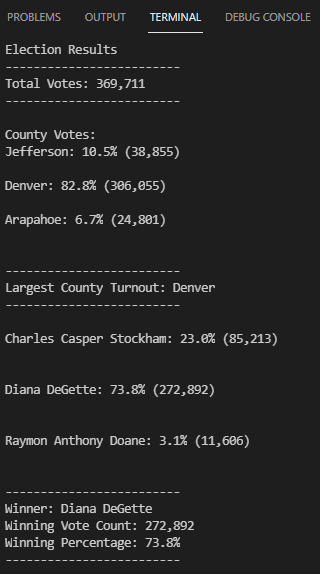 PROBLEMS OUTPUT TERMINAL DEBUG CONSOLE
Election Results
-------------------------
Total Votes: 369,711
-------------------------
County Votes:
Jefferson: 10.5% (38,855)
Denver: 82.8% (306,055)
Arapahoe: 6.7% (24,801)
-------------------------
Largest County Turnout: Denver
-------------------------
Charles Casper Stockham: 23.0% (85,213)
Diana DeGette: 73.8% (272,892)
Raymon Anthony Doane: 3.1% (11,606)
-------------------------
Winner: Diana DeGette
Winning Vote Count: 272,892
Winning Percentage: 73.8%
-------------------------